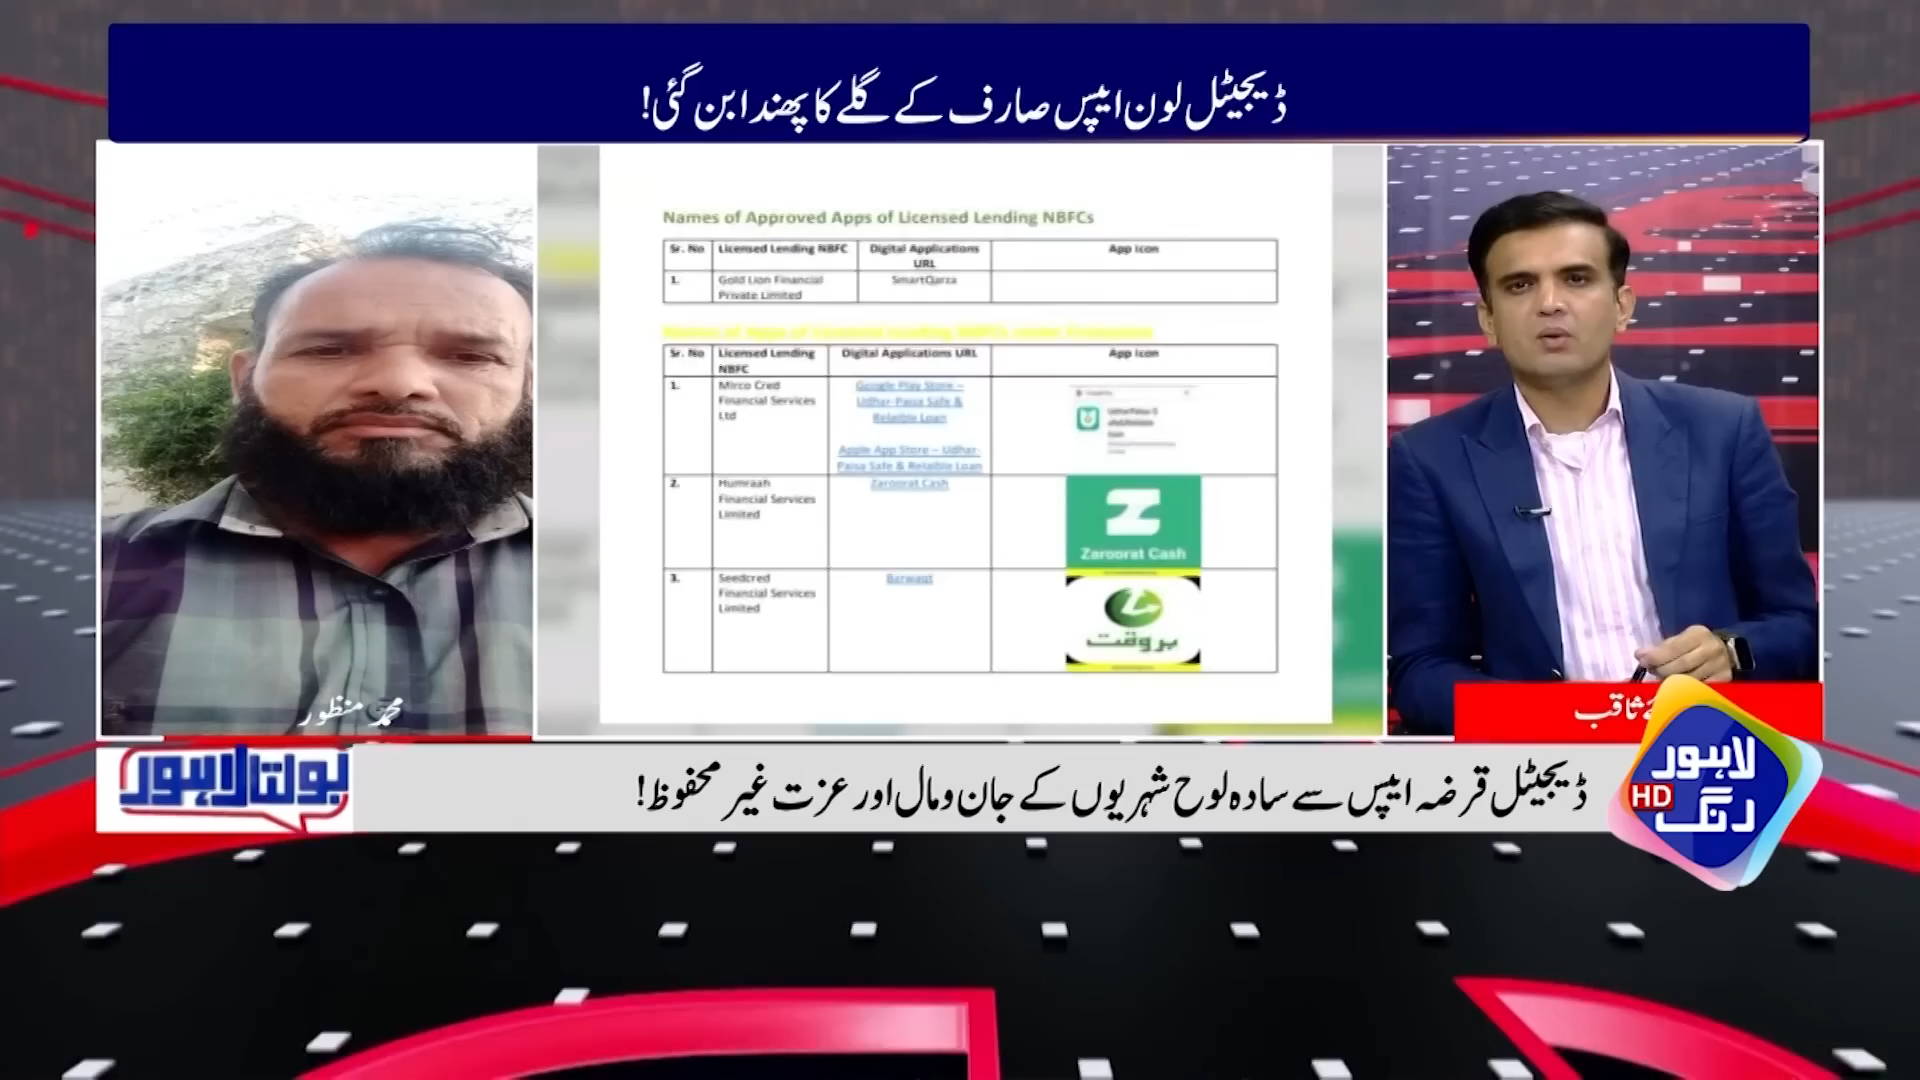 ڈیجیٹل لون ایپس صارف کے گلے کا پھندا بن گئی!
Names of Approved Apps of Licensed Lending NBFCs
Sr. No Licensed Lending NBFC Digital Applications URL App Icon
1. Gold Lion Financial Private Limited SmartQarza
Sr. No Licensed Lending NBFC Digital Applications URL App Icon
1. Mirco Cred Financial Services Ltd
Google Play Store –
Udhar-Paisa Safe &
Relaible Loan
Apple App Store – Udhar-
Paisa Safe & Relaible Loan
2. Humraah Financial Services Limited Zaroorat Cash
Zaroorat Cash
3. Seedcred Financial Services Limited Barwaqt
بروقت
محمد منظور
ثاقب
بولتا لاہور
ڈیجیٹل قرضہ ایپس سے سادہ لوح شہریوں کے جان و مال اور عزت غیر محفوظ!
لاہور
HD رنگ